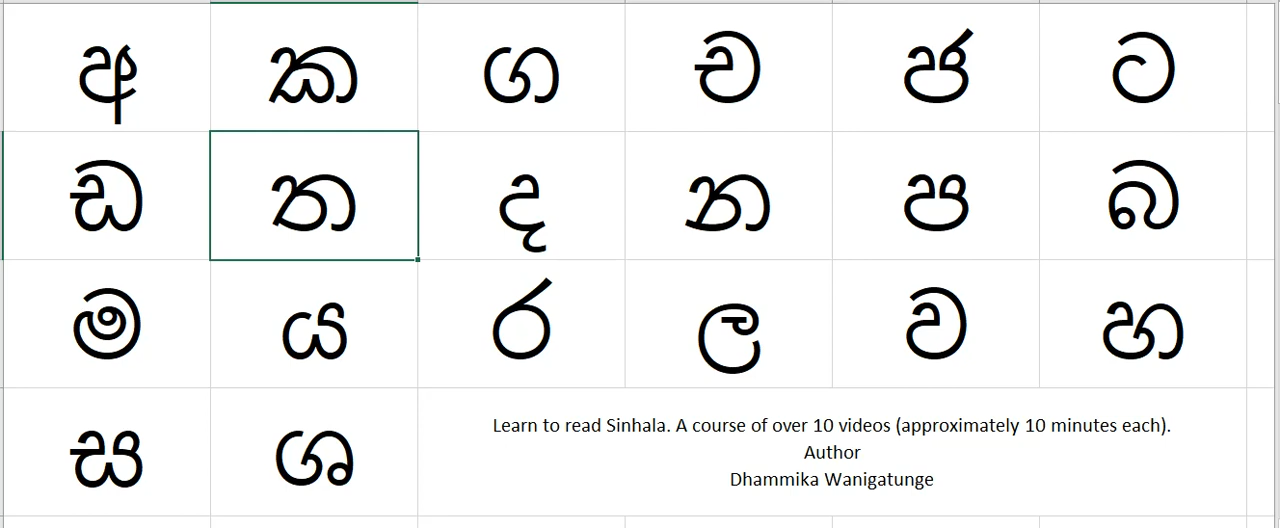 අ ක ග ච ජ ට
ඩ ත ද න ප බ
ම ය ර ල ව හ
ස ශ
Learn to read Sinhala. A course of over 10 videos (approximately 10 minutes each).
Author
Dhammika Wanigatunge